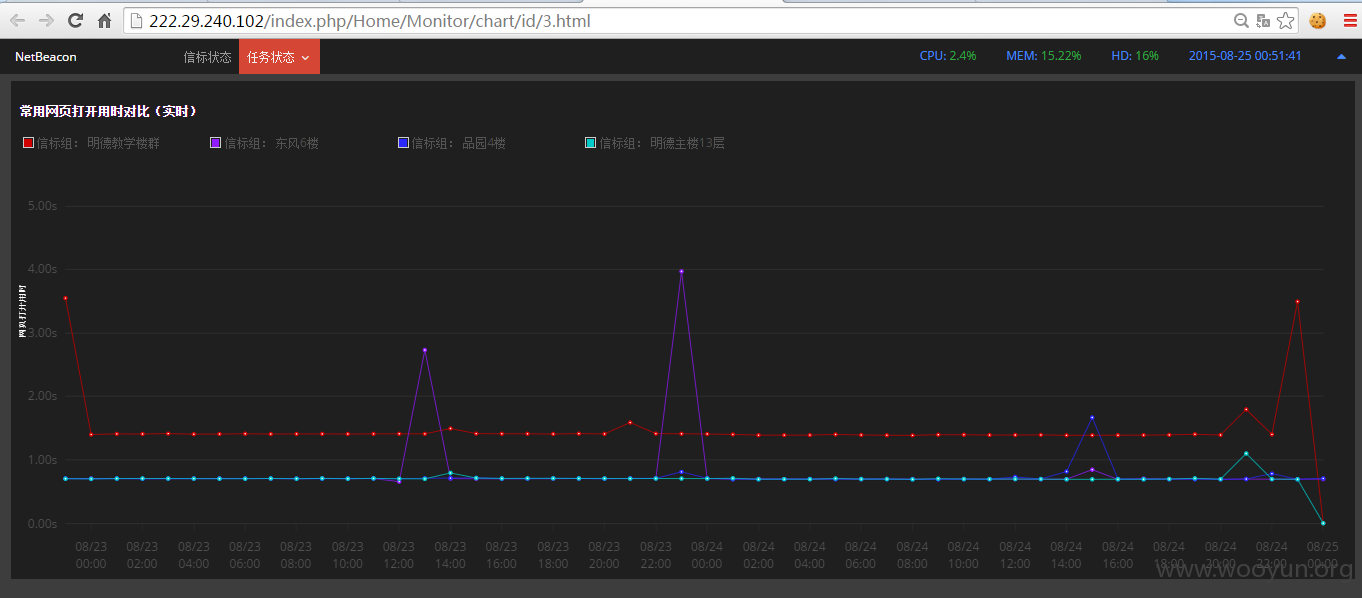 222.29.240.102/index.php/Home/Monitor/chart/id/3.html
NetBeacon 信标状态 任务状态 CPU: 2.4% MEM: 15.22% HD: 16% 2015-08-25 00:51:41
常用网页打开用时对比（实时）
信标组： 明德教学楼群 信标组： 东风6楼 信标组： 品园4楼 信标组： 明德主楼13层
网页打开用时
5.00s
4.00s
3.00s
2.00s
1.00s
0.00s
08/23 08/23 08/23 08/23 08/23 08/23 08/23 08/23 08/23 08/23 08/23 08/23 08/24 08/24 08/24 08/24 08/24 08/24 08/24 08/24 08/24 08/24 08/24 08/24 08/25
00:00 02:00 04:00 06:00 08:00 10:00 12:00 14:00 16:00 18:00 20:00 22:00 00:00 02:00 04:00 06:00 08:00 10:00 12:00 14:00 16:00 18:00 20:00 22:00 00:00
www.wooyun.org